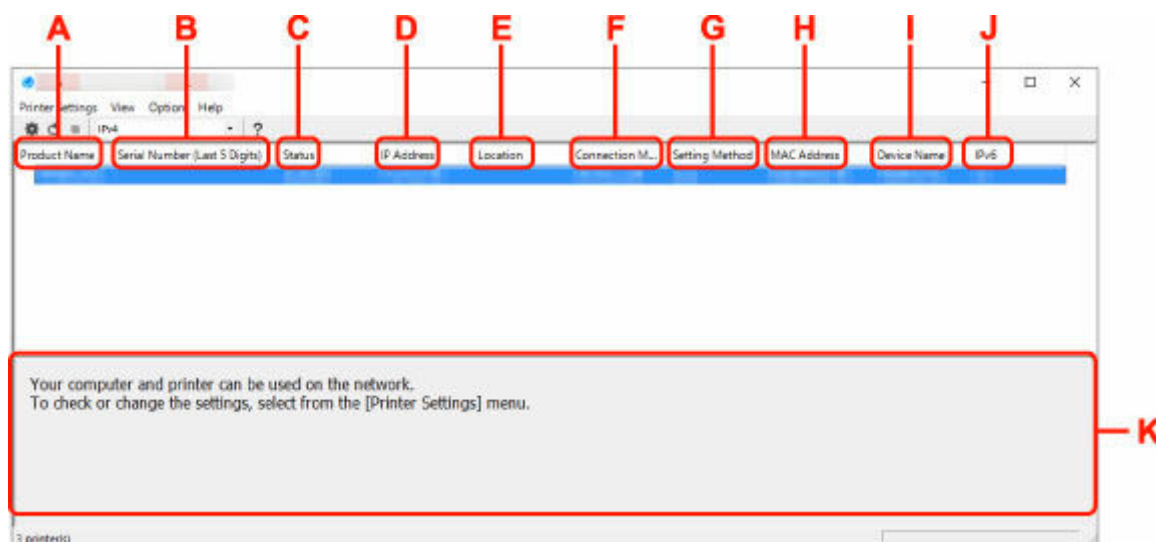 A B C D E F G H I J
Printer Settings View Option Help
IPv4 ?
Product Name Serial Number (Last 5 Digits) Status IP Address Location Connection M... Setting Method MAC Address Device Name IPv6
Your computer and printer can be used on the network.
To check or change the settings, select from the [Printer Settings] menu.
K
3 printer(s)